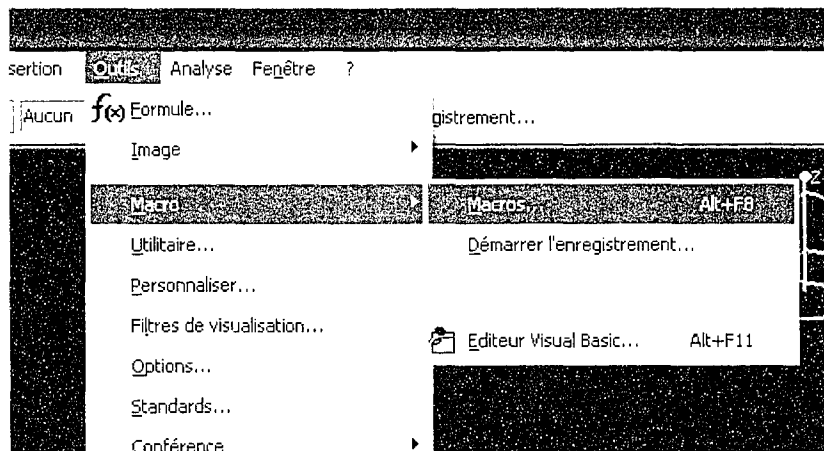 sertion Outils Analyse Fenêtre ?
Aucun f(x) Formule... gistrement...
Image
Z
Macro Macros... Alt+F8
Utilitaire... Démarrer l'enregistrement...
Personnaliser...
Filtres de visualisation... Editeur Visual Basic... Alt+F11
Options...
Standards...
Conférence